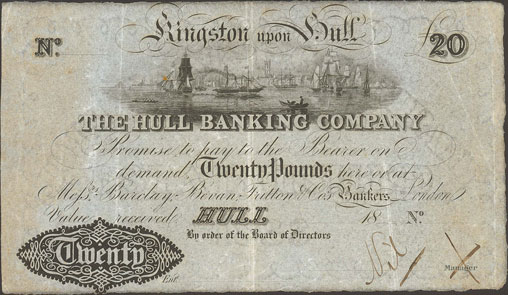 Kingston upon Hull
No. £20
THE HULL BANKING COMPANY
Promise to pay to the Bearer on
demand Twenty Pounds here or at
Messrs. Barclay, Bevan, Tritton & Cos Bankers London
Value received HULL 18 No
By order of the Board of Directors
Twenty
Ent.
Manager